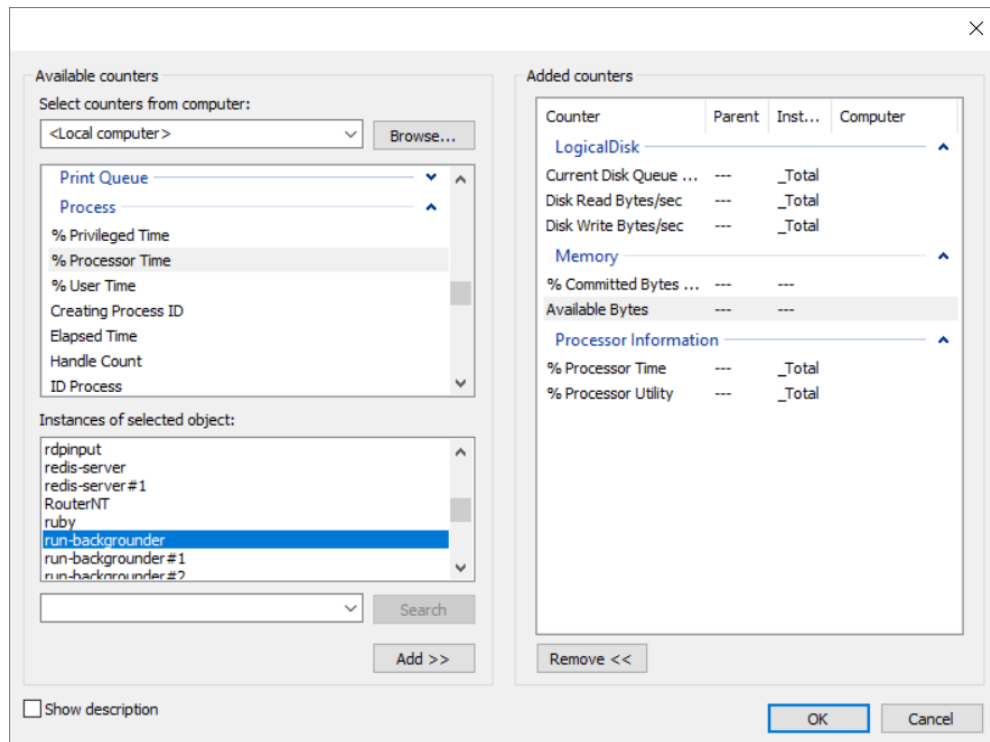 Available counters
Select counters from computer:
<Local computer>
Browse...
Print Queue
Process
% Privileged Time
% Processor Time
% User Time
Creating Process ID
Elapsed Time
Handle Count
ID Process
Instances of selected object:
rdpinput
redis-server
redis-server#1
RouterNT
ruby
run-backgrounder
run-backgrounder#1
run-backgrounder#2
Search
Add >>
Show description
Added counters
Counter Parent Inst... Computer
LogicalDisk
Current Disk Queue ... --- _Total
Disk Read Bytes/sec --- _Total
Disk Write Bytes/sec --- _Total
Memory
% Committed Bytes ... --- ---
Available Bytes --- ---
Processor Information
% Processor Time --- _Total
% Processor Utility --- _Total
Remove <<
OK
Cancel